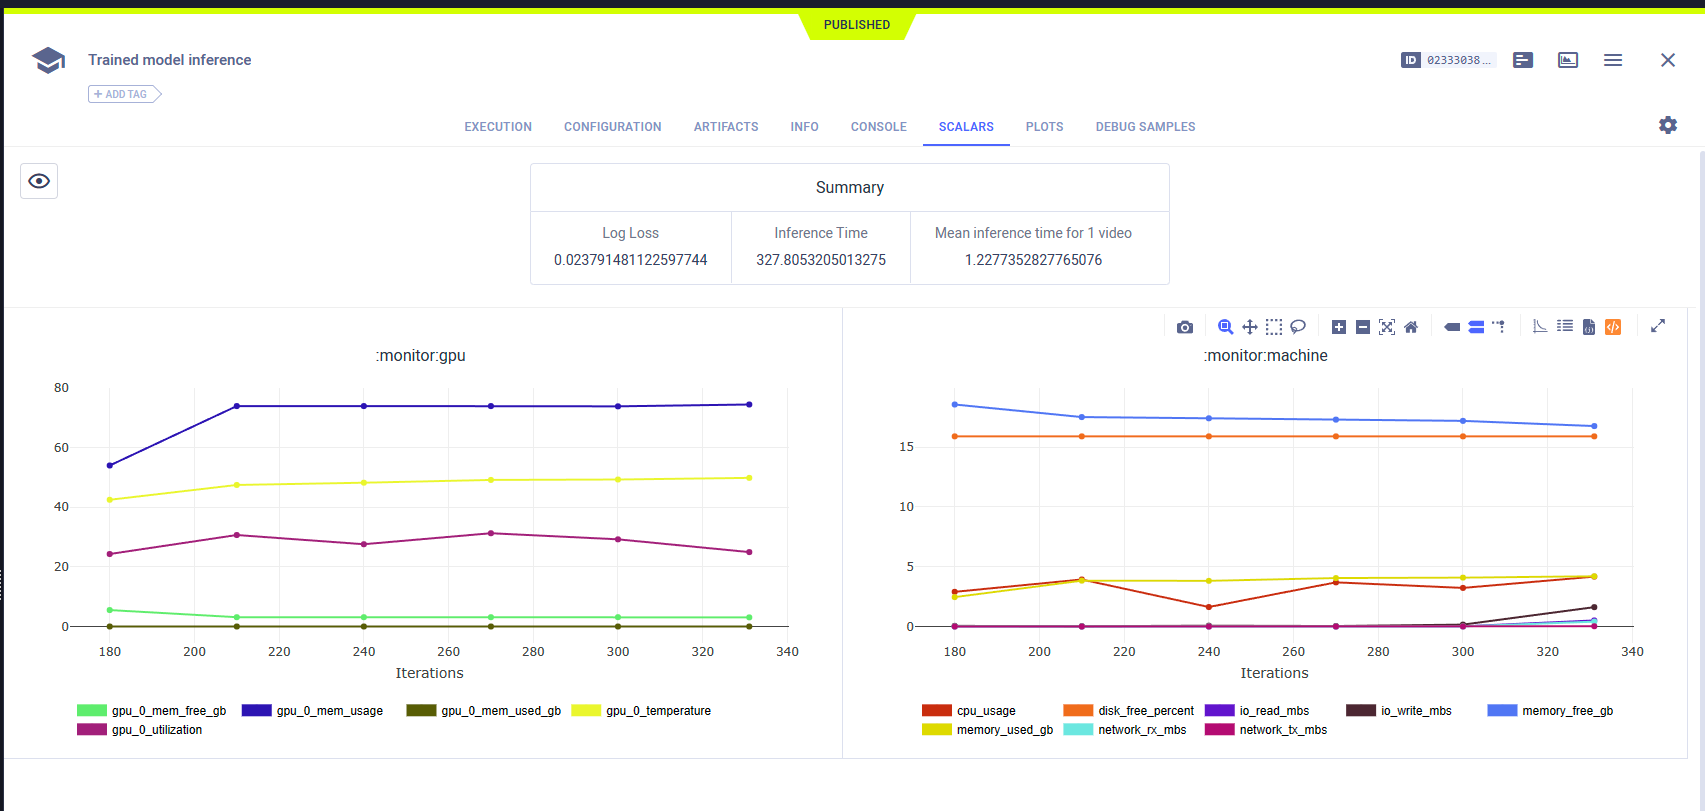 PUBLISHED
Trained model inference
ID 02333038...
+ ADD TAG
EXECUTION CONFIGURATION ARTIFACTS INFO CONSOLE SCALARS PLOTS DEBUG SAMPLES
Summary
Log Loss Inference Time Mean inference time for 1 video
0.023791481122597744 327.8053205013275 1.2277352827765076
:monitor:gpu
80
60
40
20
0
180 200 220 240 260 280 300 320 340
Iterations
gpu_0_mem_free_gb gpu_0_mem_usage gpu_0_mem_used_gb gpu_0_temperature
gpu_0_utilization
:monitor:machine
15
10
5
0
180 200 220 240 260 280 300 320 340
Iterations
cpu_usage disk_free_percent io_read_mbs io_write_mbs memory_free_gb
memory_used_gb network_rx_mbs network_tx_mbs